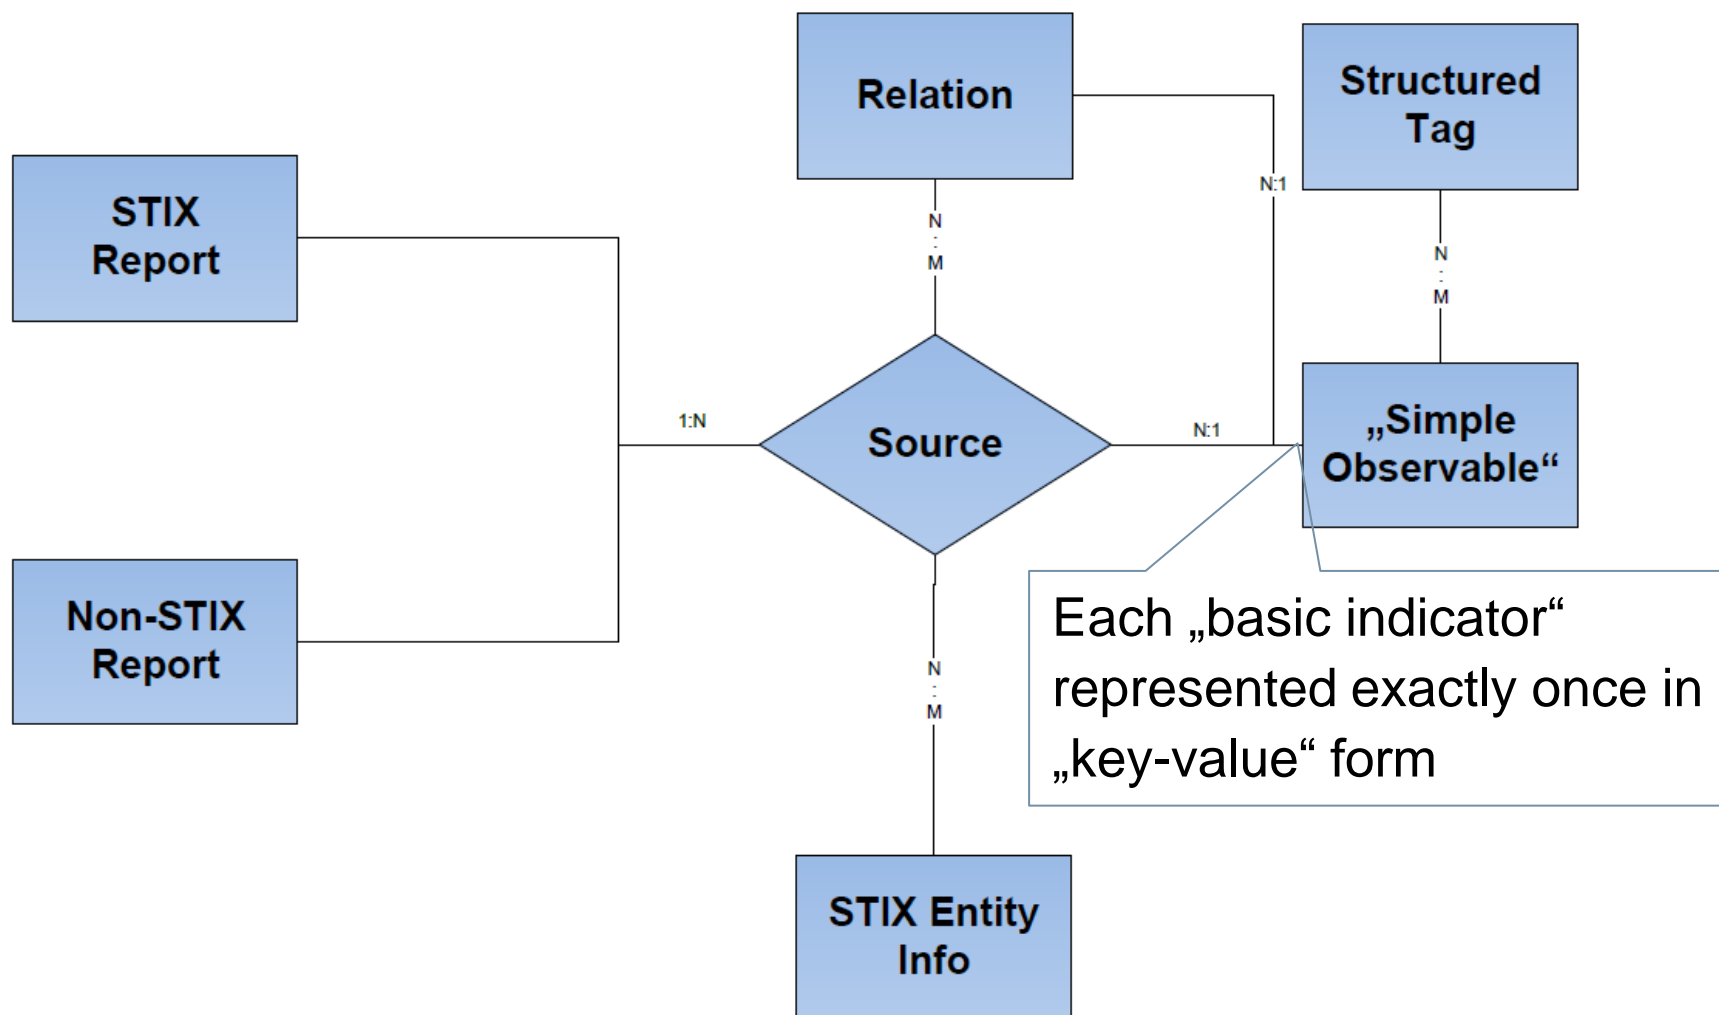 Relation
Structured
Tag
STIX
Report
N:1
N
:
M
N
:
M
1:N
Source
N:1
„Simple
Observable“
Non-STIX
Report
Each „basic indicator“
represented exactly once in
„key-value“ form
N
:
M
STIX Entity
Info